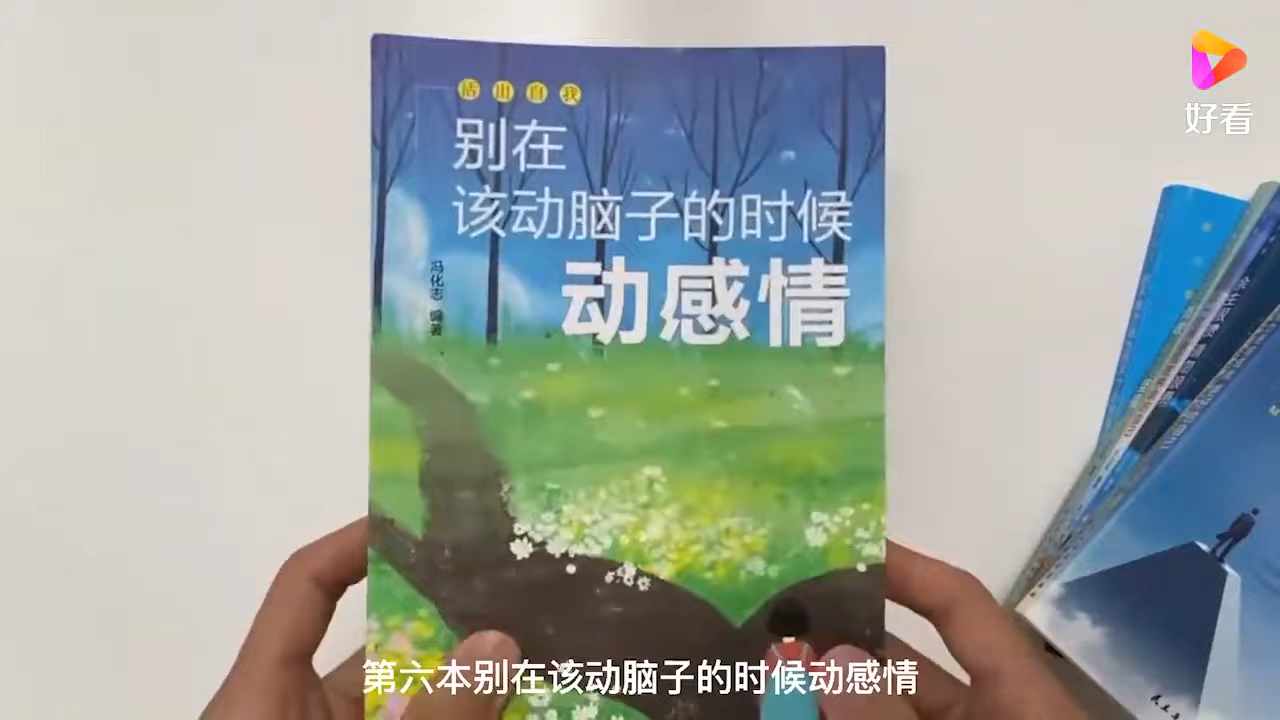 好看
活出自我
别在
该动脑子的时候
动感情
冯化志 编著
第六本别在该动脑子的时候动感情